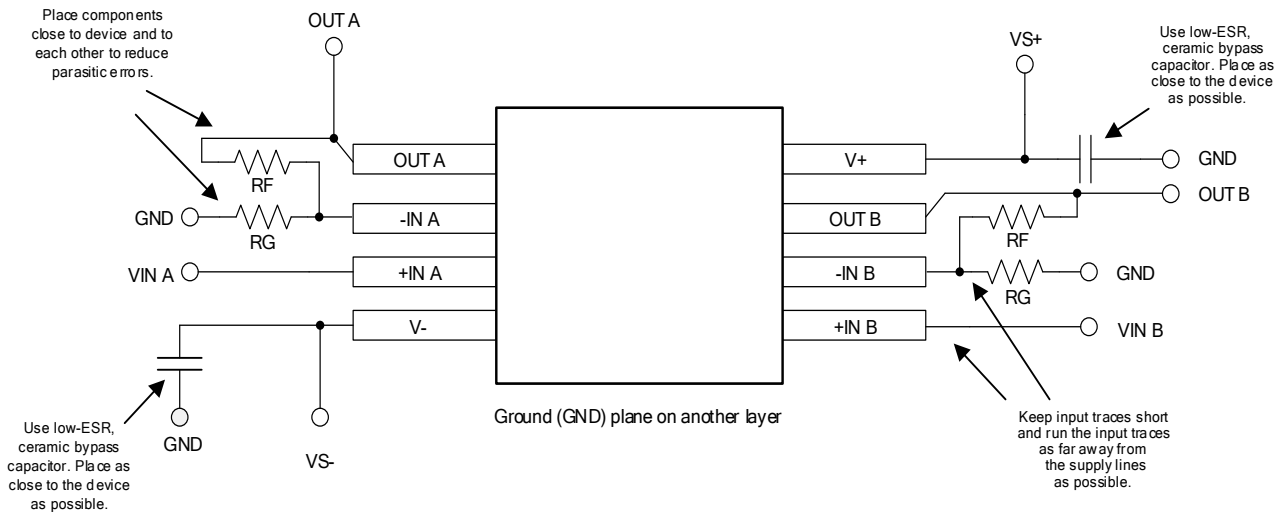 Place components
close to device and to
each other to reduce
parasitic errors.
OUT A
VS+
Use low-ESR,
ceramic bypass
capacitor. Place as
close to the device
as possible.
OUT A
V+
GND
RF
OUT B
OUT B
GND
-IN A
RF
RG
VIN A
+IN A
-IN B
GND
RG
V-
+IN B
VIN B
Ground (GND) plane on another layer
Use low-ESR,
ceramic bypass
capacitor. Place as
close to the device
as possible.
GND
VS-
Keep input traces short
and run the input traces
as far away from
the supply lines
as possible.